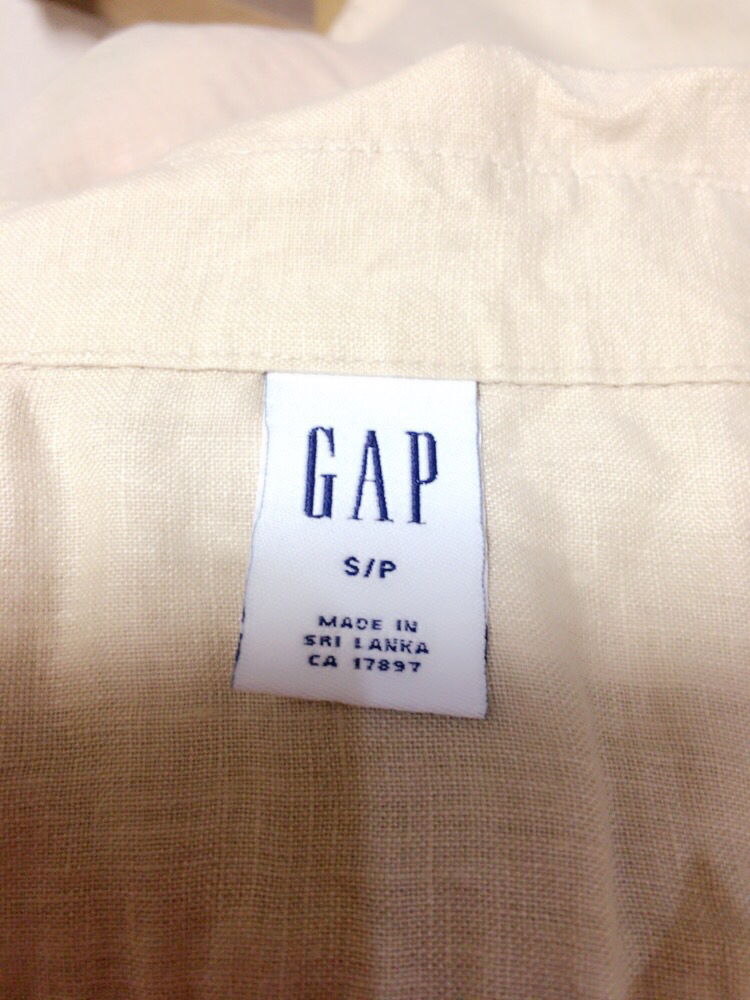 GAP
S/P
MADE IN
SRI LANKA
CA 17897